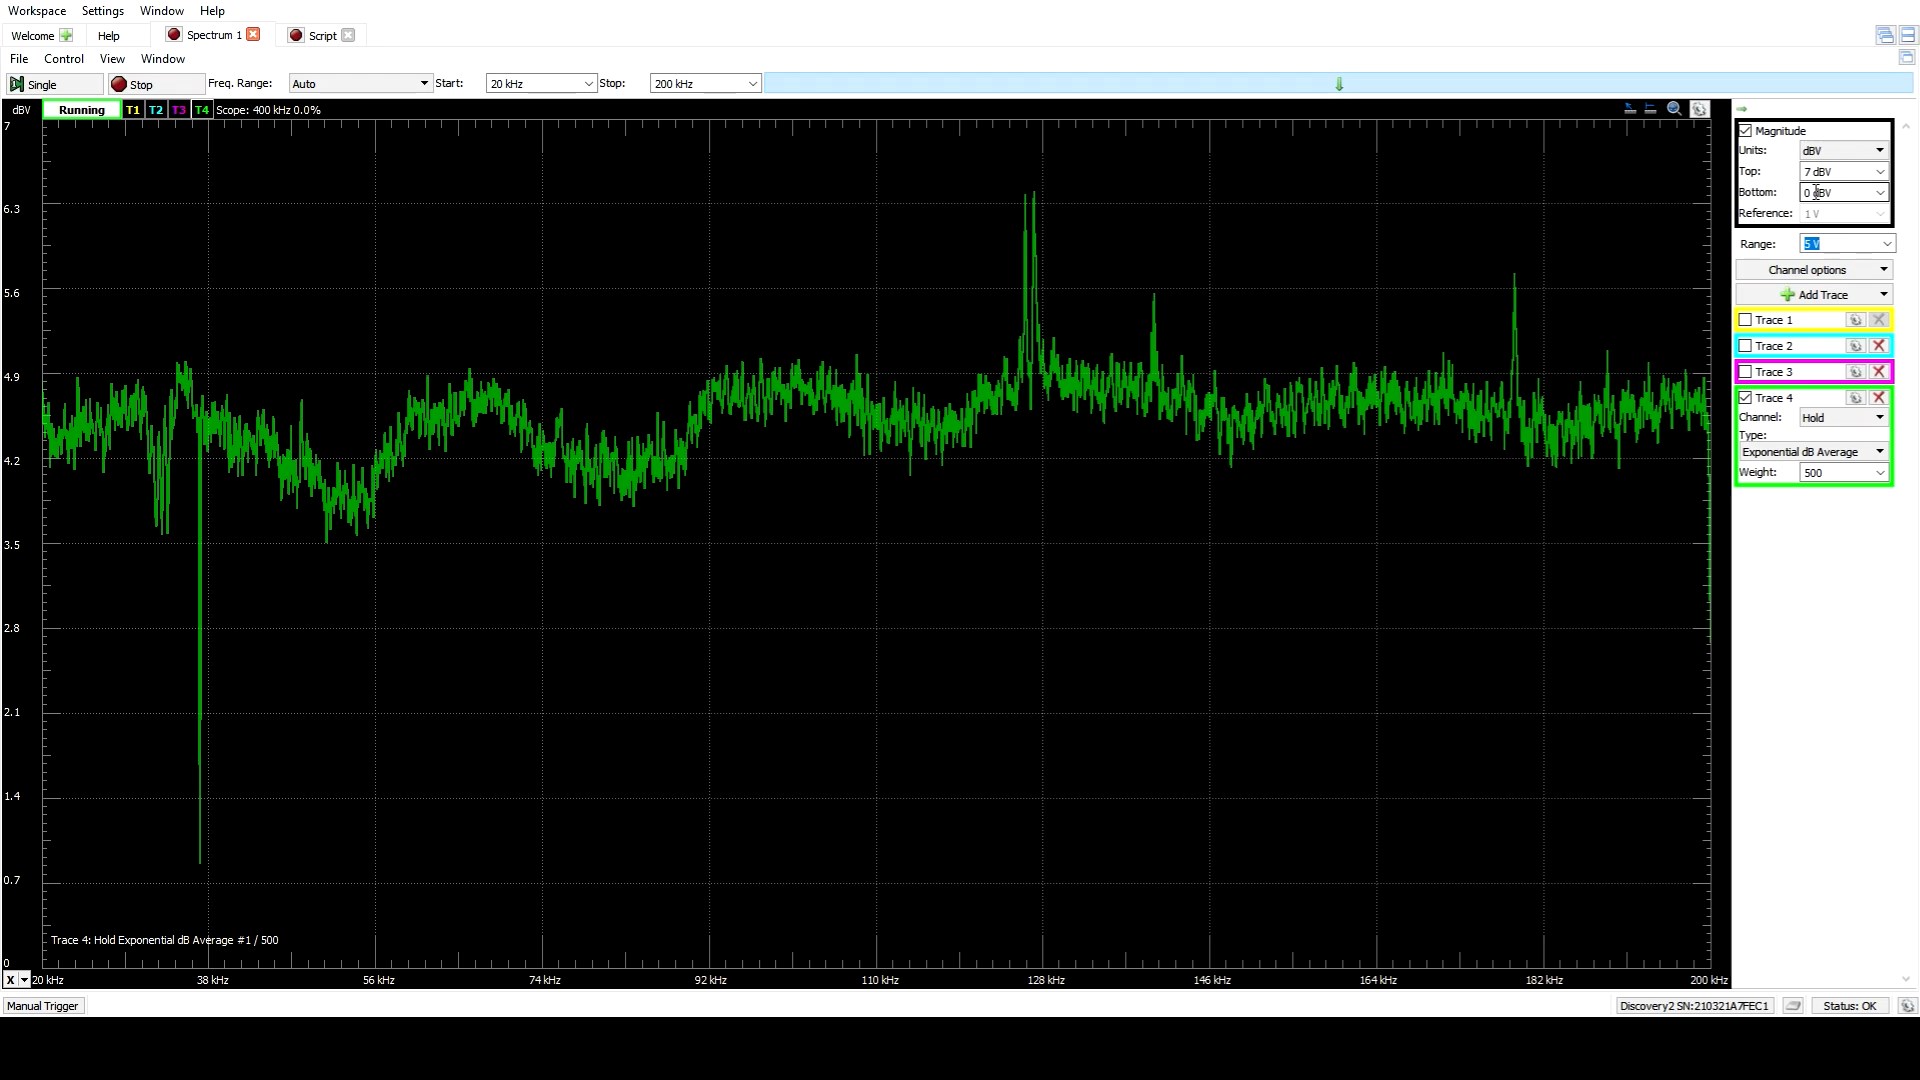 Workspace Settings Window Help
Welcome Help Spectrum 1 Script
File Control View Window
Single Stop Freq. Range: Auto Start: 20 kHz Stop: 200 kHz
dBV Running T1 T2 T3 T4 Scope: 400 kHz 0.0%
7
6.3
5.6
4.9
4.2
3.5
2.8
2.1
1.4
0.7
0
Trace 4: Hold Exponential dB Average #1 / 500
X 20 kHz 38 kHz 56 kHz 74 kHz 92 kHz 110 kHz 128 kHz 146 kHz 164 kHz 182 kHz 200 kHz
Magnitude
Units: dBV
Top: 7 dBV
Bottom: 0 dBV
Reference: 1 V
Range: 5 V
Channel options
Add Trace
Trace 1
Trace 2
Trace 3
Trace 4
Channel: Hold
Type:
Exponential dB Average
Weight: 500
Manual Trigger Discovery2 SN:210321A7FEC1 Status: OK